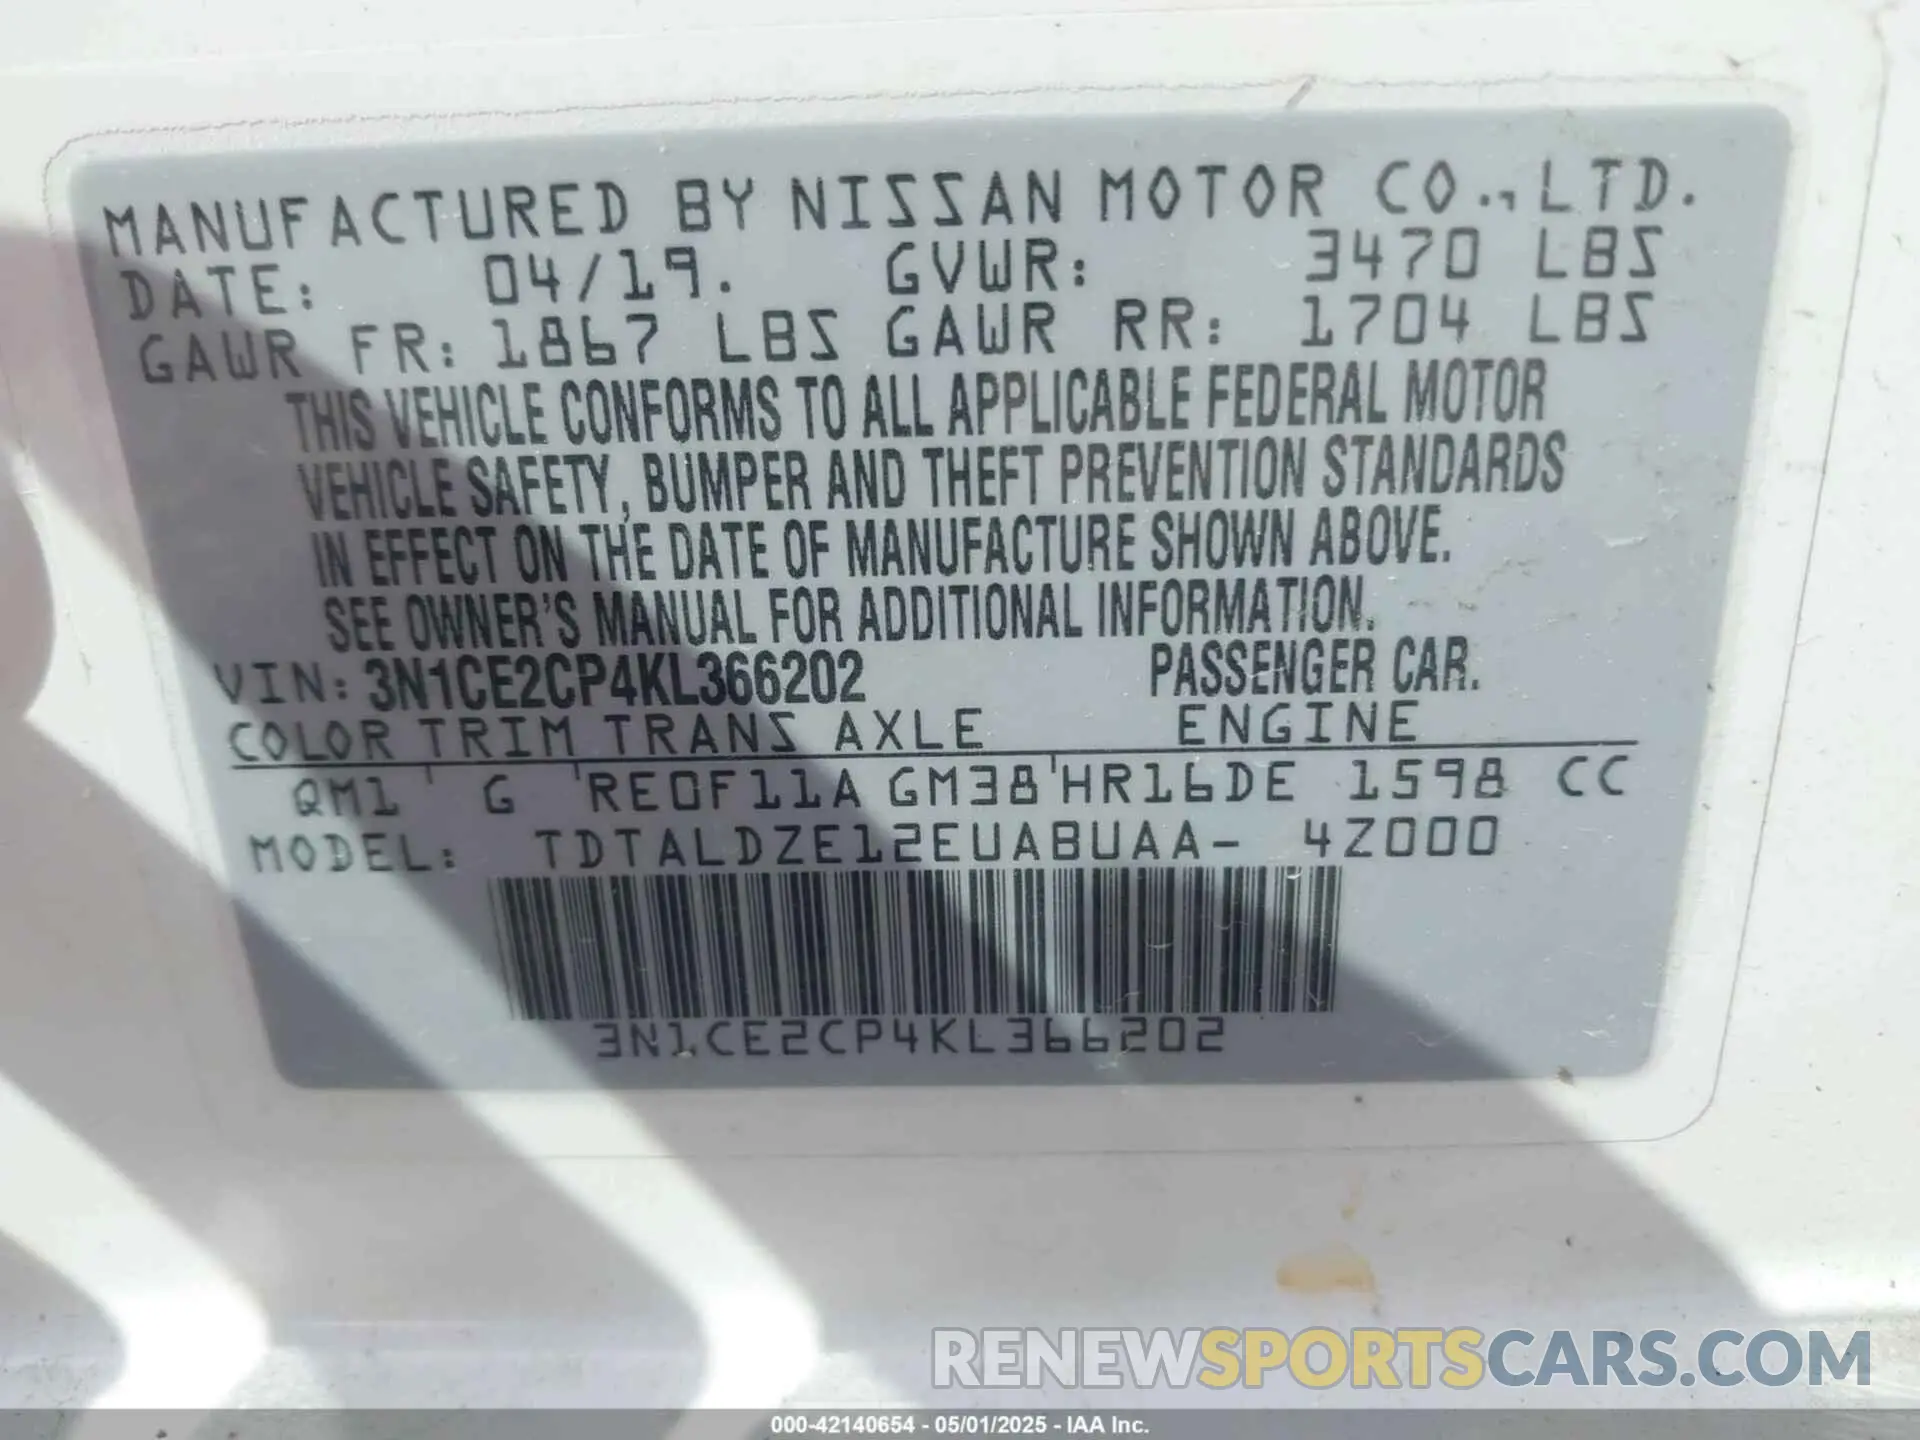 MANUFACTURED BY NISSAN MOTOR CO., LTD.
DATE: 04/19. GVWR: 3470 LBS
GAWR FR: 1867 LBS GAWR RR: 1704 LBS
THIS VEHICLE CONFORMS TO ALL APPLICABLE FEDERAL MOTOR
VEHICLE SAFETY, BUMPER AND THEFT PREVENTION STANDARDS
IN EFFECT ON THE DATE OF MANUFACTURE SHOWN ABOVE.
SEE OWNER'S MANUAL FOR ADDITIONAL INFORMATION.
VIN: 3N1CE2CP4KL366202 PASSENGER CAR.
COLOR TRIM TRANS AXLE ENGINE
QM1 ' G ' RE0F11A GM38 ' HR16DE 1598 CC
MODEL: TDTALDZE12EUABUAA- 4Z000
3N1CE2CP4KL366202
RENEWSPORTSCARS.COM
000-42140654 - 05/01/2025 - IAA Inc.